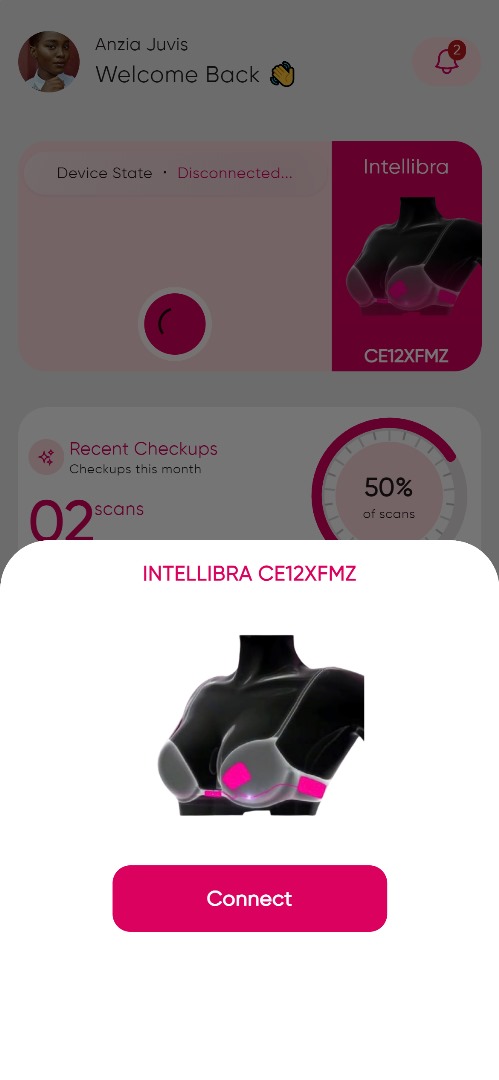 Anzia Juvis
Welcome Back 👋
2
Device State · Disconnected...
Intellibra
CE12XFMZ
Recent Checkups
Checkups this month
02 scans
50%
of scans
INTELLIBRA CE12XFMZ
Connect